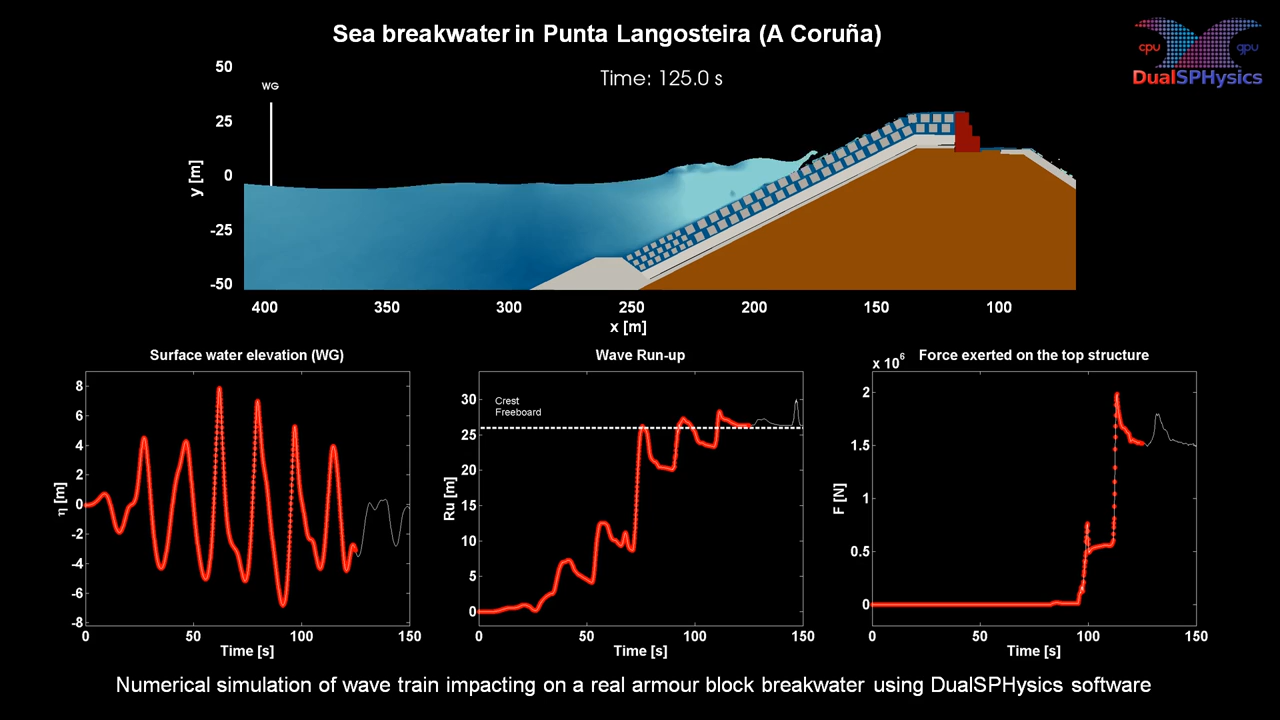 Sea breakwater in Punta Langosteira (A Coruña)
cpu gpu
DualSPHysics
Time: 125.0 s
WG
50
25
0
-25
-50
y [m]
400 350 300 250 200 150 100
x [m]
Surface water elevation (WG)
8
6
4
2
0
-2
-4
-6
-8
η [m]
0 50 100 150
Time [s]
Wave Run-up
Crest
Freeboard
30
25
20
15
10
5
0
Ru [m]
0 50 100 150
Time [s]
x 10⁶ Force exerted on the top structure
2
1.5
1
0.5
0
F [N]
0 50 100 150
Time [s]
Numerical simulation of wave train impacting on a real armour block breakwater using DualSPHysics software